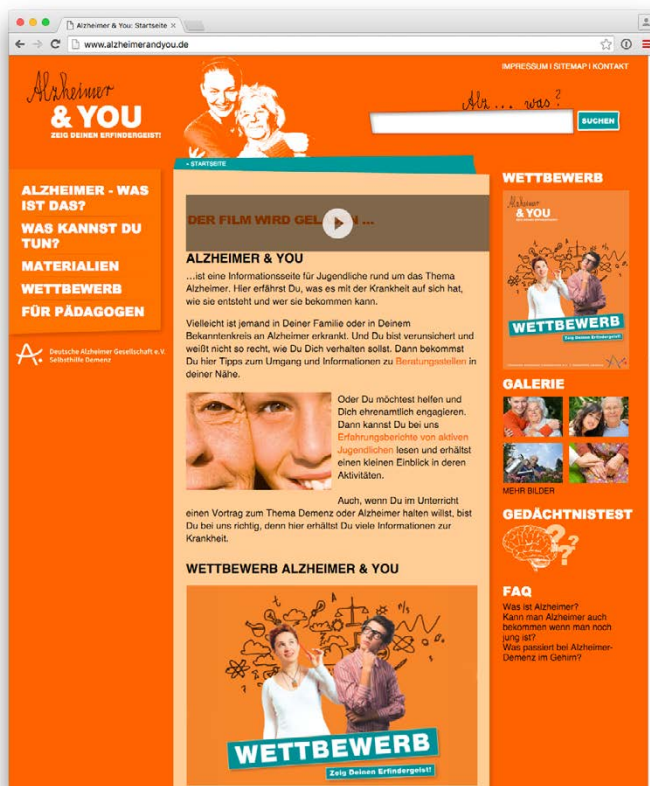 Alzheimer & You: Startseite
www.alzheimerandyou.de
IMPRESSUM I SITEMAP I KONTAKT
Alzheimer
& YOU
ZEIG DEINEN ERFINDERGEIST!
Alz... was?
SUCHEN
STARTSEITE
ALZHEIMER - WAS
IST DAS?
WAS KANNST DU
TUN?
MATERIALIEN
WETTBEWERB
FÜR PÄDAGOGEN
Deutsche Alzheimer Gesellschaft e.V.
Selbsthilfe Demenz
DER FILM WIRD GEL...N ...
ALZHEIMER & YOU
...ist eine Informationsseite für Jugendliche rund um das Thema
Alzheimer. Hier erfährst Du, was es mit der Krankheit auf sich hat,
wie sie entsteht und wer sie bekommen kann.
Vielleicht ist jemand in Deiner Familie oder in Deinem
Bekanntenkreis an Alzheimer erkrankt. Und Du bist verunsichert und
weißt nicht so recht, wie Du Dich verhalten sollst. Dann bekommst
Du hier Tipps zum Umgang und Informationen zu Beratungsstellen in
deiner Nähe.
Oder Du möchtest helfen und
Dich ehrenamtlich engagieren.
Dann kannst Du bei uns
Erfahrungsberichte von aktiven
Jugendlichen lesen und erhältst
einen kleinen Einblick in deren
Aktivitäten.
Auch, wenn Du im Unterricht
einen Vortrag zum Thema Demenz oder Alzheimer halten willst, bist
Du bei uns richtig, denn hier erhältst Du viele Informationen zur
Krankheit.
WETTBEWERB ALZHEIMER & YOU
WETTBEWERB
Zeig Deinen Erfindergeist!
WETTBEWERB
Alzheimer
& YOU
WETTBEWERB
Zeig Deinen Erfindergeist!
GALERIE
MEHR BILDER
GEDÄCHTNISTEST
???
FAQ
Was ist Alzheimer?
Kann man Alzheimer auch
bekommen wenn man noch
jung ist?
Was passiert bei Alzheimer-
Demenz im Gehirn?